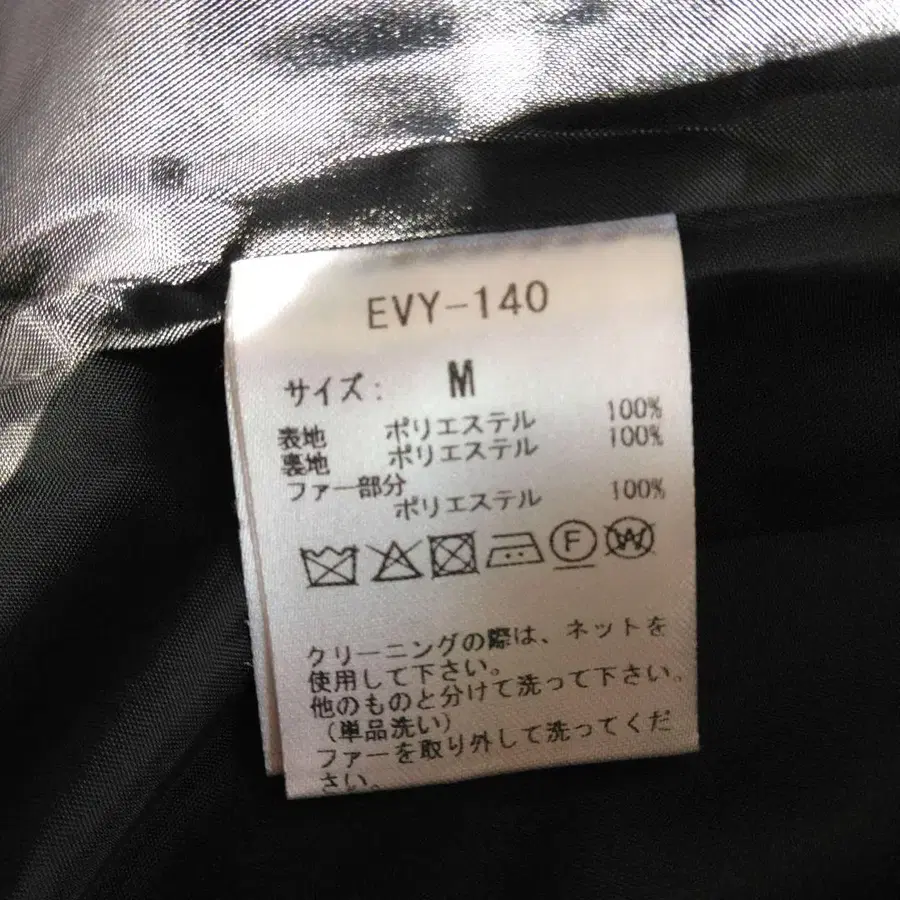 EVY-140
サイズ: M
表地 ポリエステル 100%
裏地 ポリエステル 100%
ファー部分
ポリエステル 100%
F W
クリーニングの際は、ネットを
使用して下さい。
他のものと分けて洗って下さい。
(単品洗い)
ファーを取り外して洗ってくだ
さい。